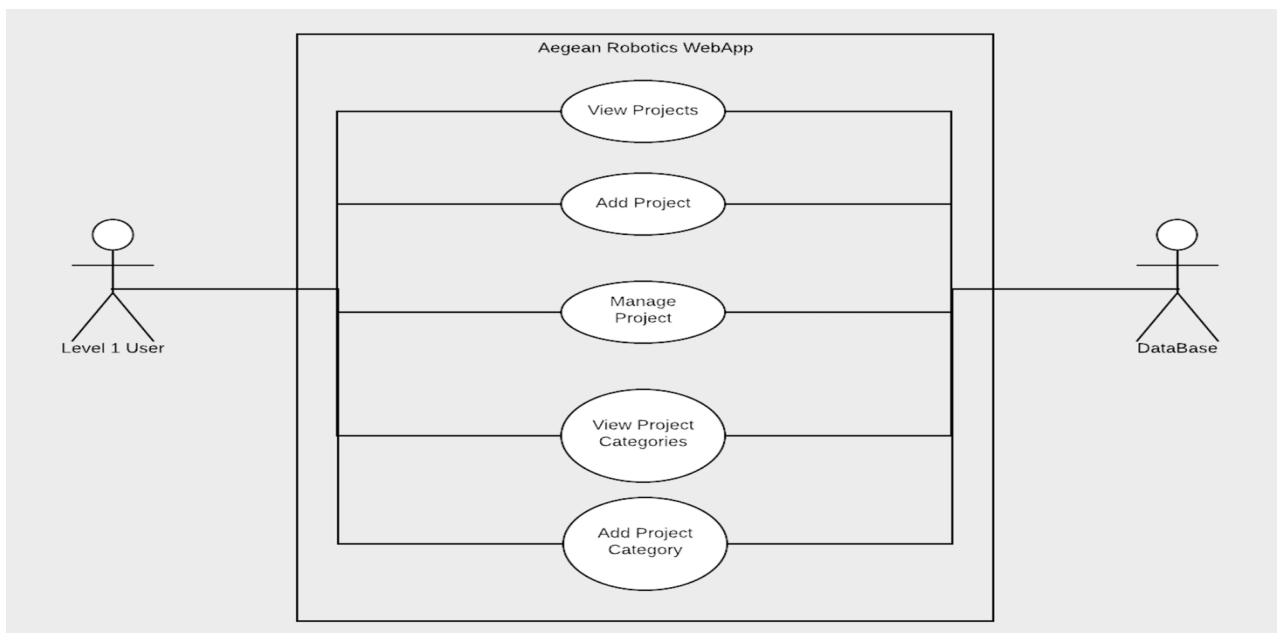 Aegean Robotics WebApp
View Projects
Add Project
Manage
Project
View Project
Categories
Add Project
Category
Level 1 User
DataBase